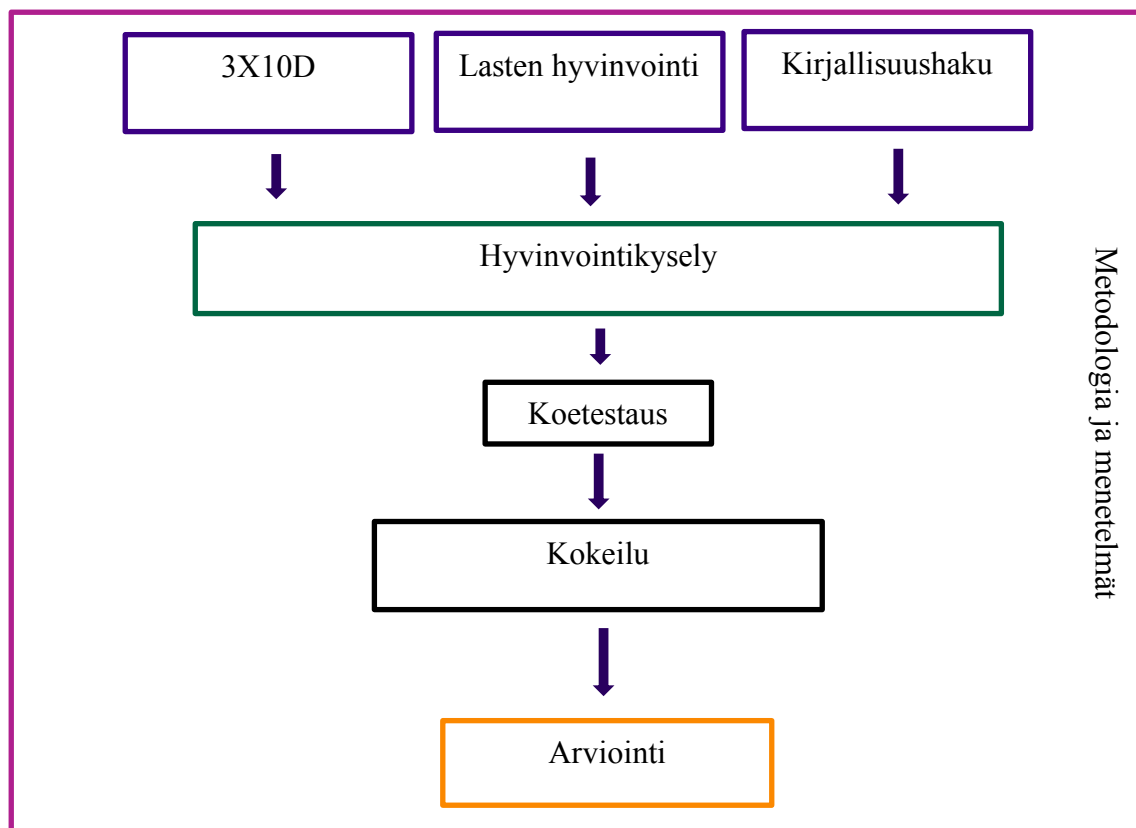 3X10D
Lasten hyvinvointi
Kirjallisuushaku
Hyvinvointikysely
Koetestaus
Kokeilu
Arviointi
Metodologia ja menetelmät